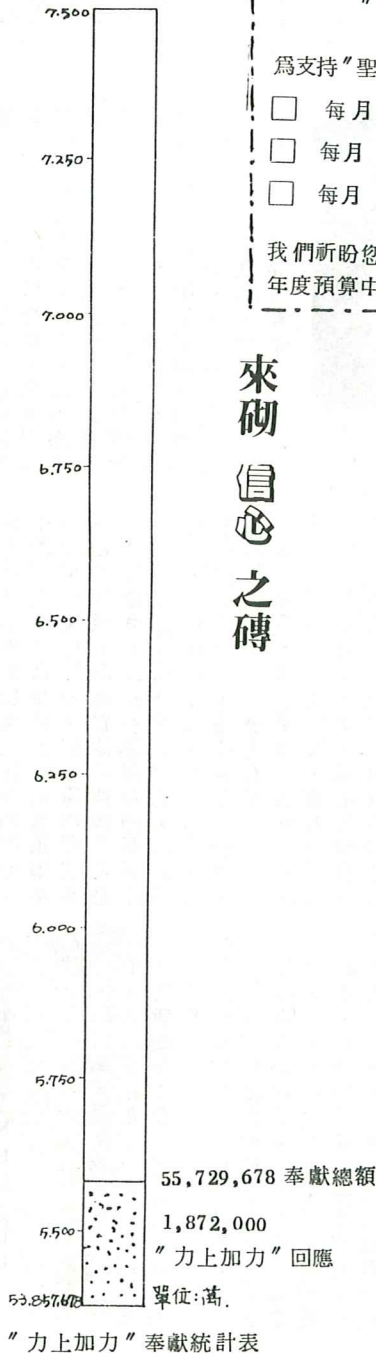 7.500
"
為支持"聖
□ 每月
□ 每月
□ 每月
我們祈盼您
年度預算中
7.250
7.000
來砌 信心 之磚
6.750
6.500
6.250
6.000
5.750
55,729,678 奉獻總額
5.500
1,872,000
"力上加力"回應
53.857.678
單位:萬.
"力上加力"奉獻統計表